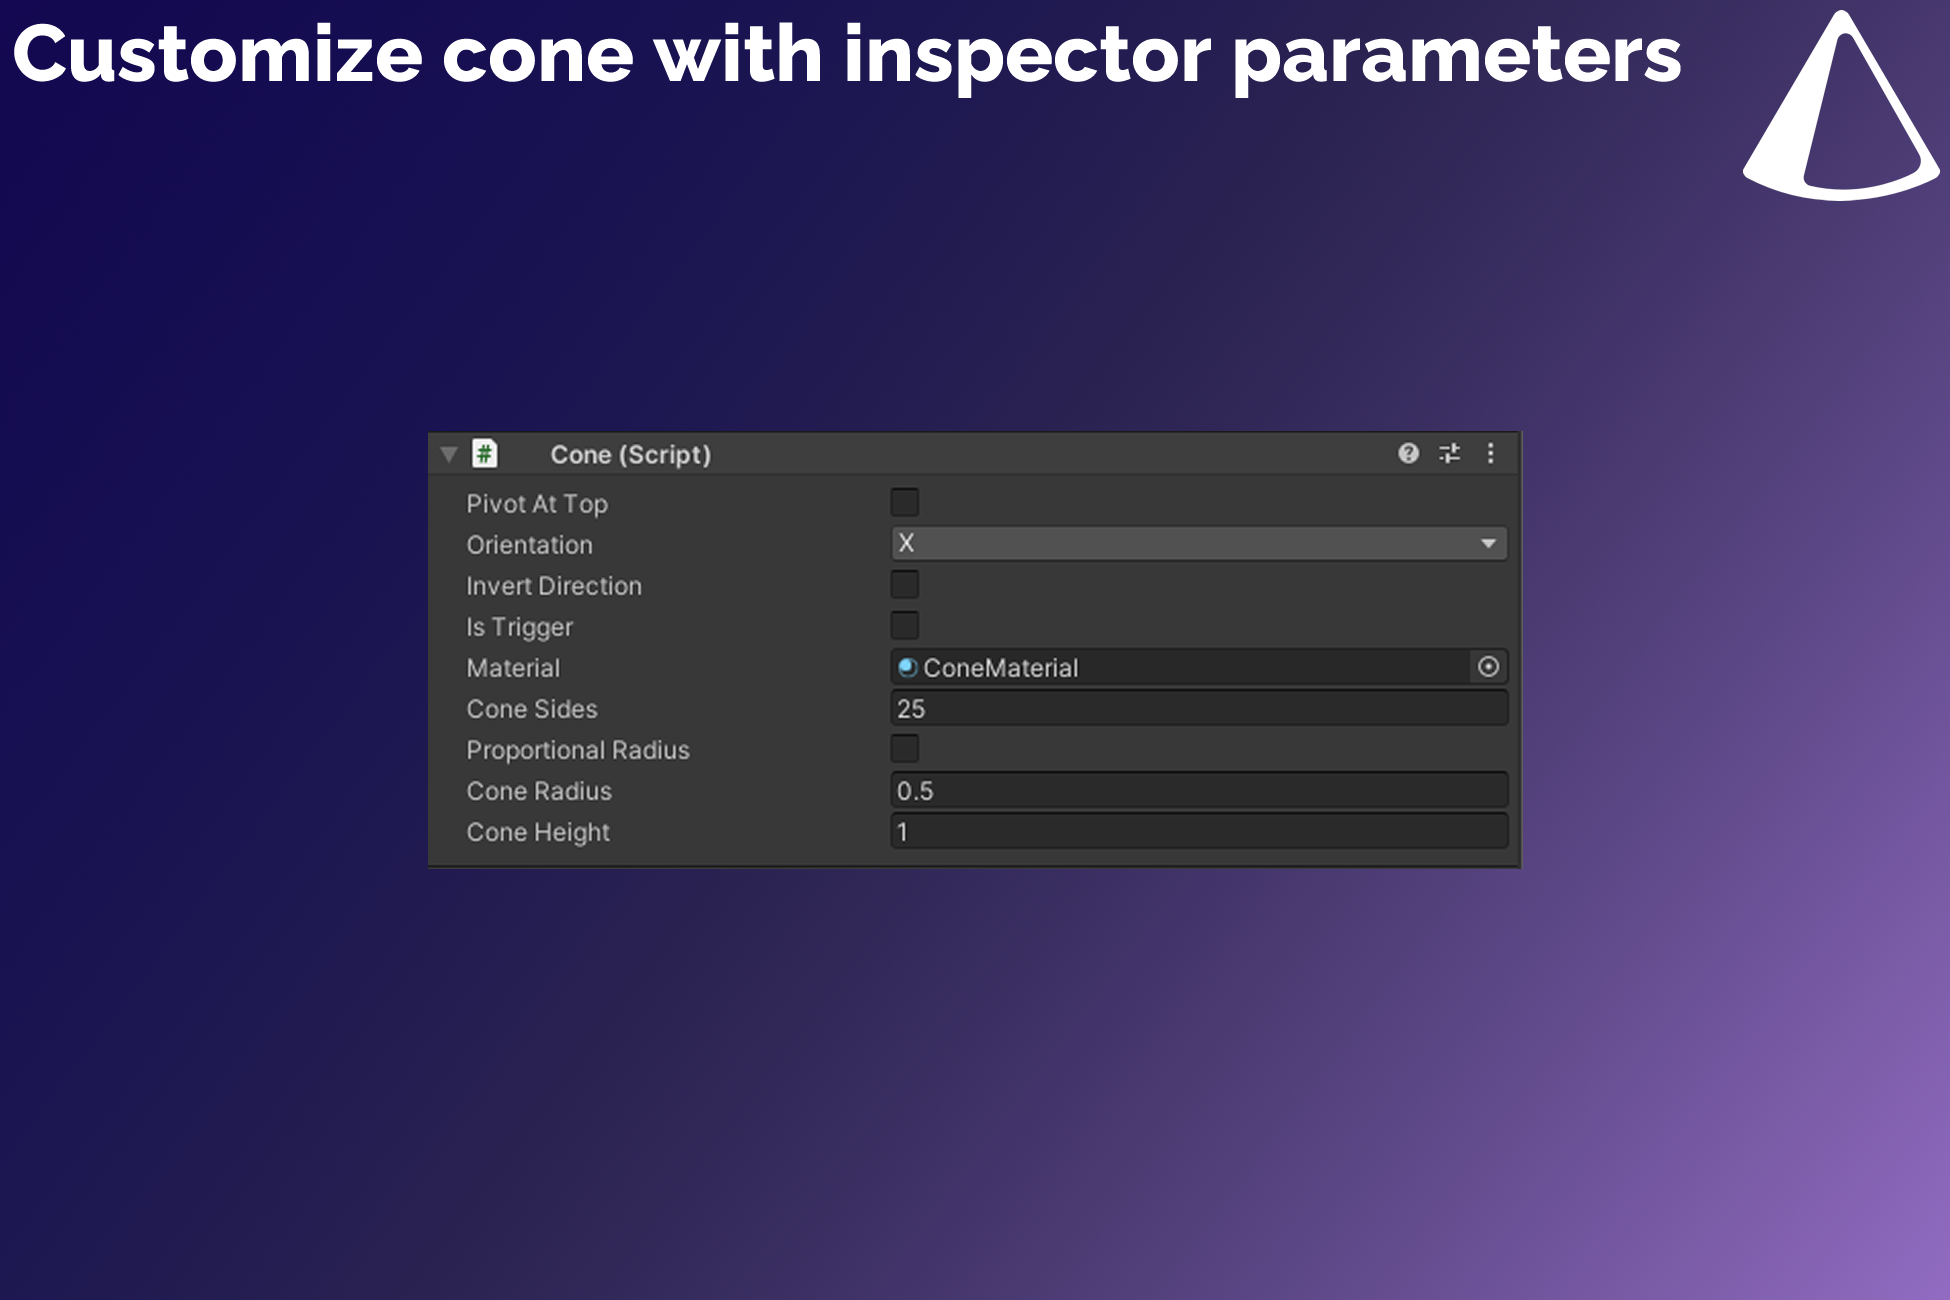 Customize cone with inspector parameters
# Cone (Script)
Pivot At Top
Orientation X
Invert Direction
Is Trigger
Material ConeMaterial
Cone Sides 25
Proportional Radius
Cone Radius 0.5
Cone Height 1